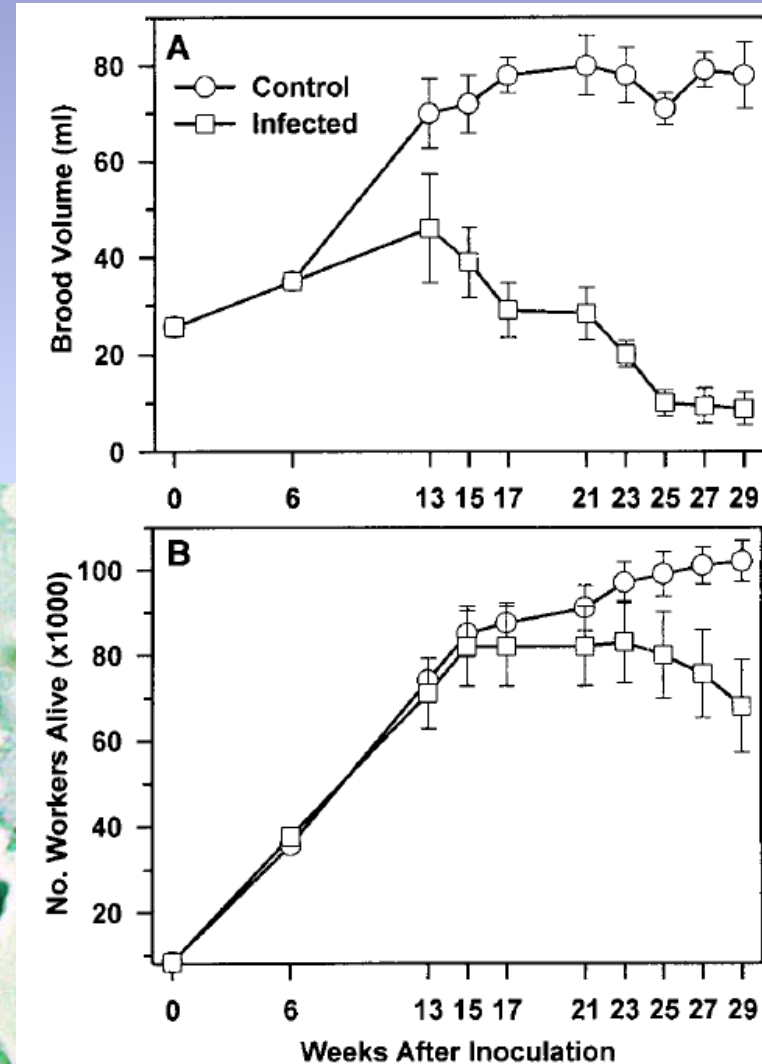 A
Control
Infected
Brood Volume (ml)
80
60
40
20
0
0 6 13 15 17 21 23 25 27 29
B
No. Workers Alive (x1000)
100
80
60
40
20
0 6 13 15 17 21 23 25 27 29
Weeks After Inoculation